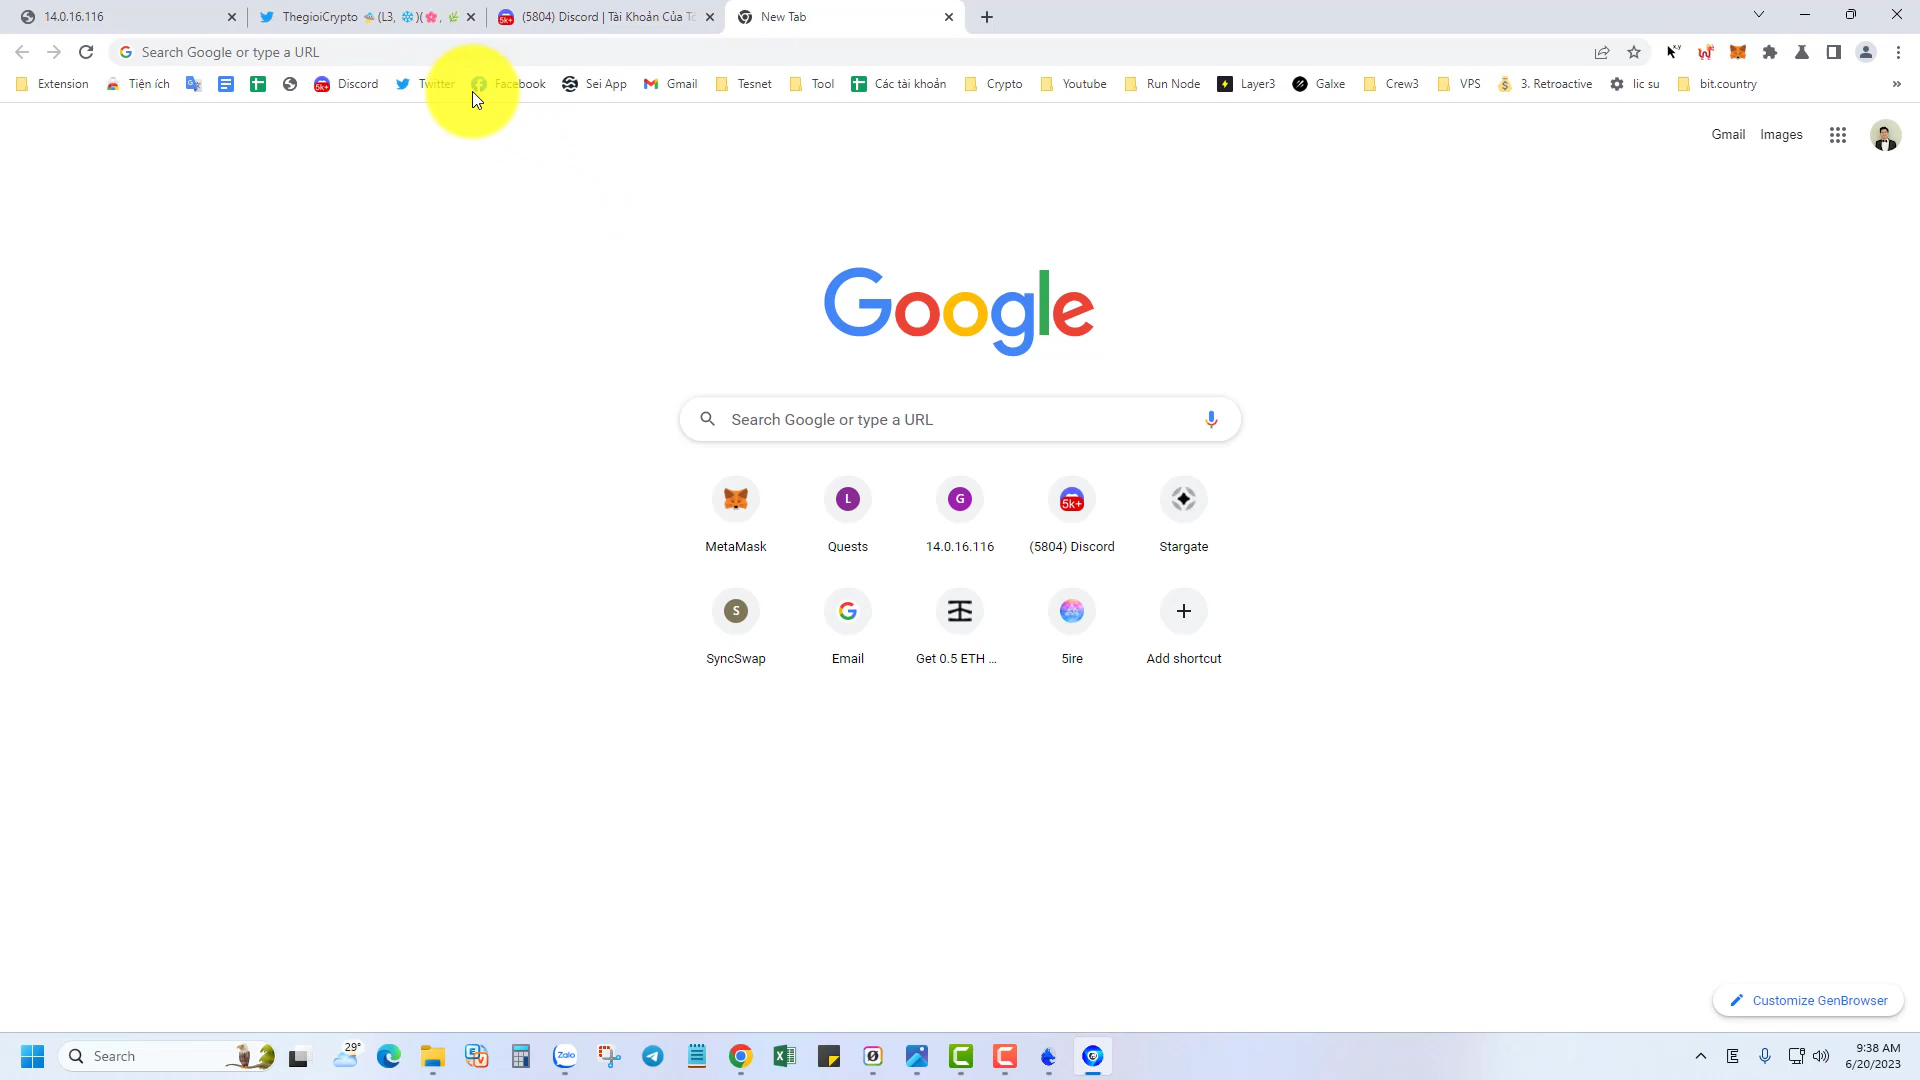 14.0.16.116
ThegioiCrypto 🛸(L3, ❄️)(🌸, 🌿
(5804) Discord | Tài Khoản Của Tô
New Tab
Search Google or type a URL
Extension
Tiện ích
Discord
Twitter
Facebook
Sei App
Gmail
Tesnet
Tool
Các tài khoản
Crypto
Youtube
Run Node
Layer3
Galxe
Crew3
VPS
3. Retroactive
lic su
bit.country
»
Gmail
Images
Google
Search Google or type a URL
L
G
5k+
MetaMask
Quests
14.0.16.116
(5804) Discord
Stargate
S
SyncSwap
Email
Get 0.5 ETH ...
5ire
Add shortcut
Customize GenBrowser
Search
29°
Zalo
E
9:38 AM
6/20/2023